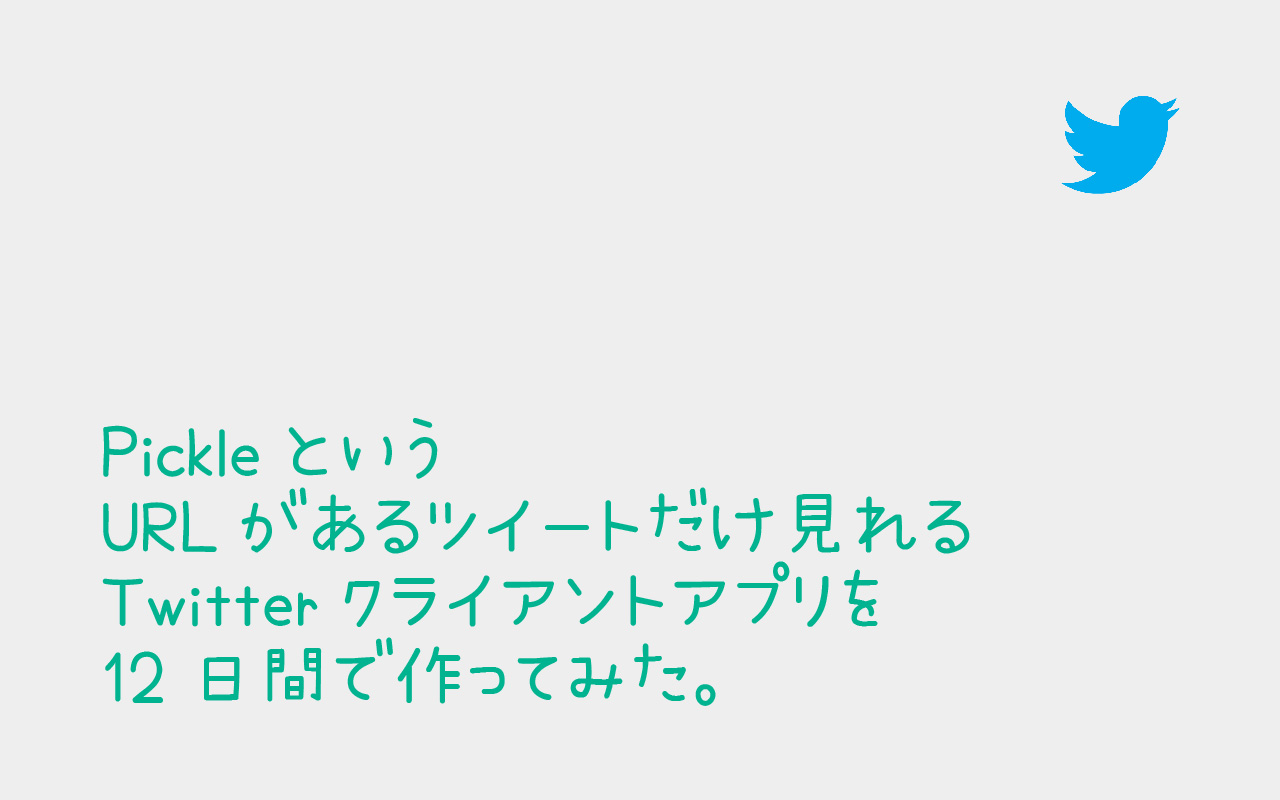 Pickle という
URL があるツイートだけ見れる
Twitter クライアントアプリを
12 日間で作ってみた。